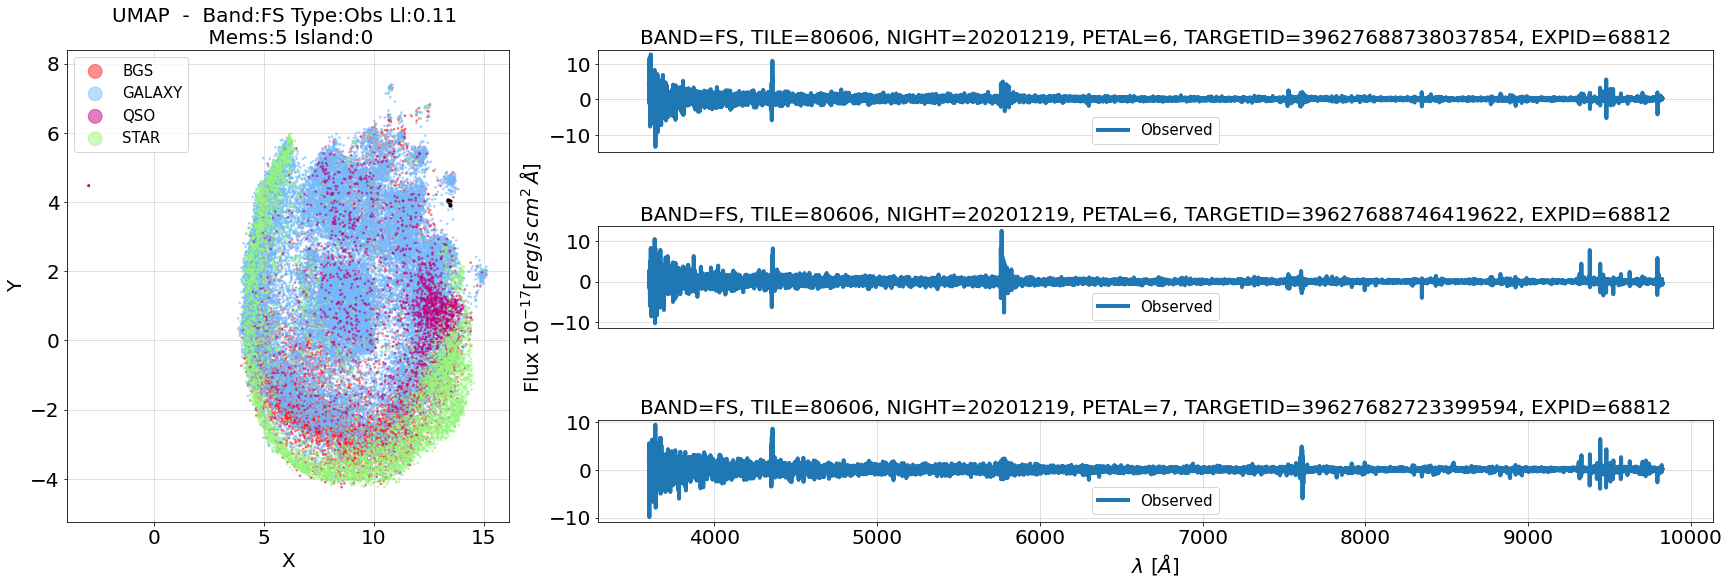 UMAP - Band:FS Type:Obs Ll:0.11
Mems:5 Island:0
BGS
GALAXY
QSO
STAR
8
6
4
2
0
−2
−4
Y
0
5
10
15
X
Flux 10⁻¹⁷[erg/s cm² Å]
BAND=FS, TILE=80606, NIGHT=20201219, PETAL=6, TARGETID=39627688738037854, EXPID=68812
10
0
−10
Observed
BAND=FS, TILE=80606, NIGHT=20201219, PETAL=6, TARGETID=39627688746419622, EXPID=68812
10
0
−10
Observed
BAND=FS, TILE=80606, NIGHT=20201219, PETAL=7, TARGETID=39627682723399594, EXPID=68812
10
0
−10
Observed
4000
5000
6000
7000
8000
9000
10000
λ [Å]